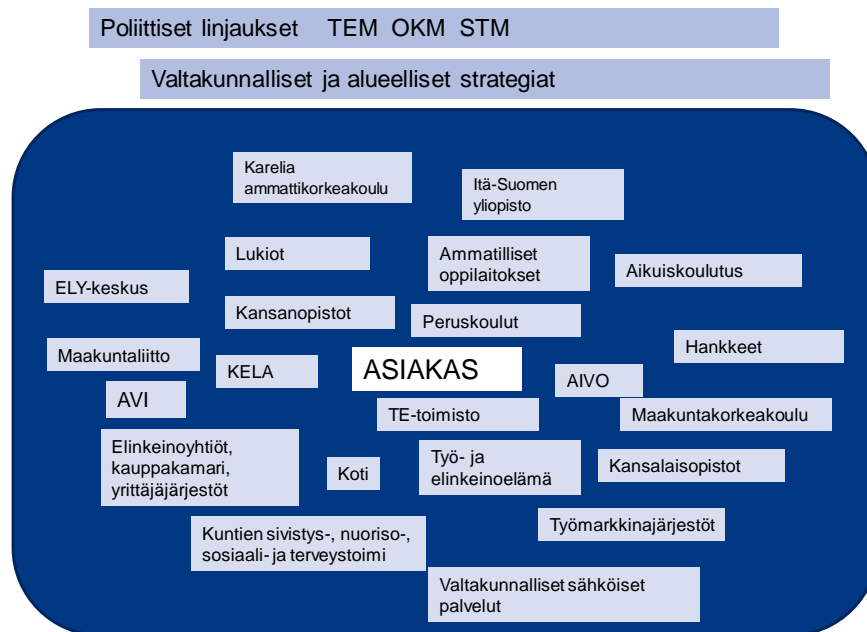 Poliittiset linjaukset TEM OKM STM
Valtakunnalliset ja alueelliset strategiat
Karelia
ammattikorkeakoulu
Itä-Suomen
yliopisto
Lukiot
Ammatilliset
oppilaitokset
Aikuiskoulutus
ELY-keskus
Kansanopistot
Peruskoulut
Hankkeet
Maakuntaliitto
KELA
ASIAKAS
AIVO
AVI
TE-toimisto
Maakuntakorkeakoulu
Elinkeinoyhtiöt,
kauppakamari,
yrittäjäjärjestöt
Koti
Työ- ja
elinkeinoelämä
Kansalaisopistot
Kuntien sivistys-, nuoriso-,
sosiaali- ja terveystoimi
Työmarkkinajärjestöt
Valtakunnalliset sähköiset
palvelut